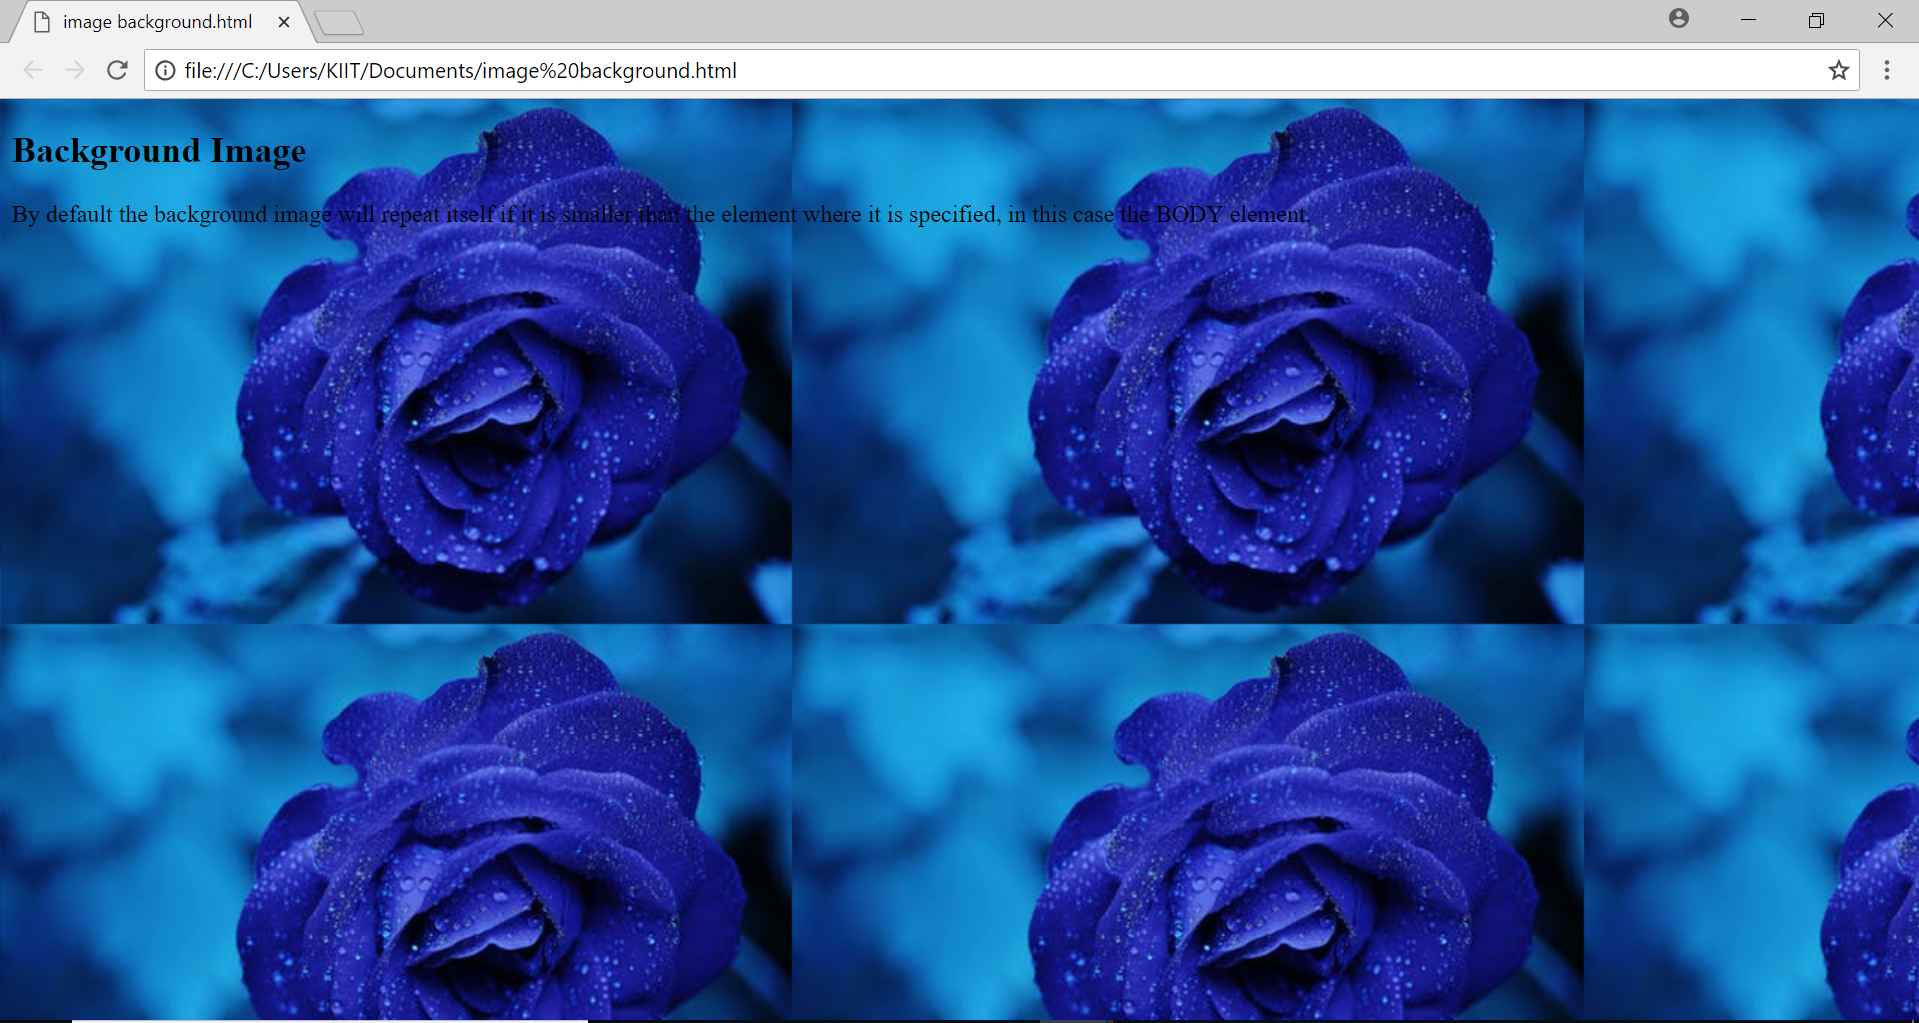 image background.html
file:///C:/Users/KIIT/Documents/image%20background.html
Background Image
By default the background image will repeat itself if it is smaller than the element where it is specified, in this case the BODY element.